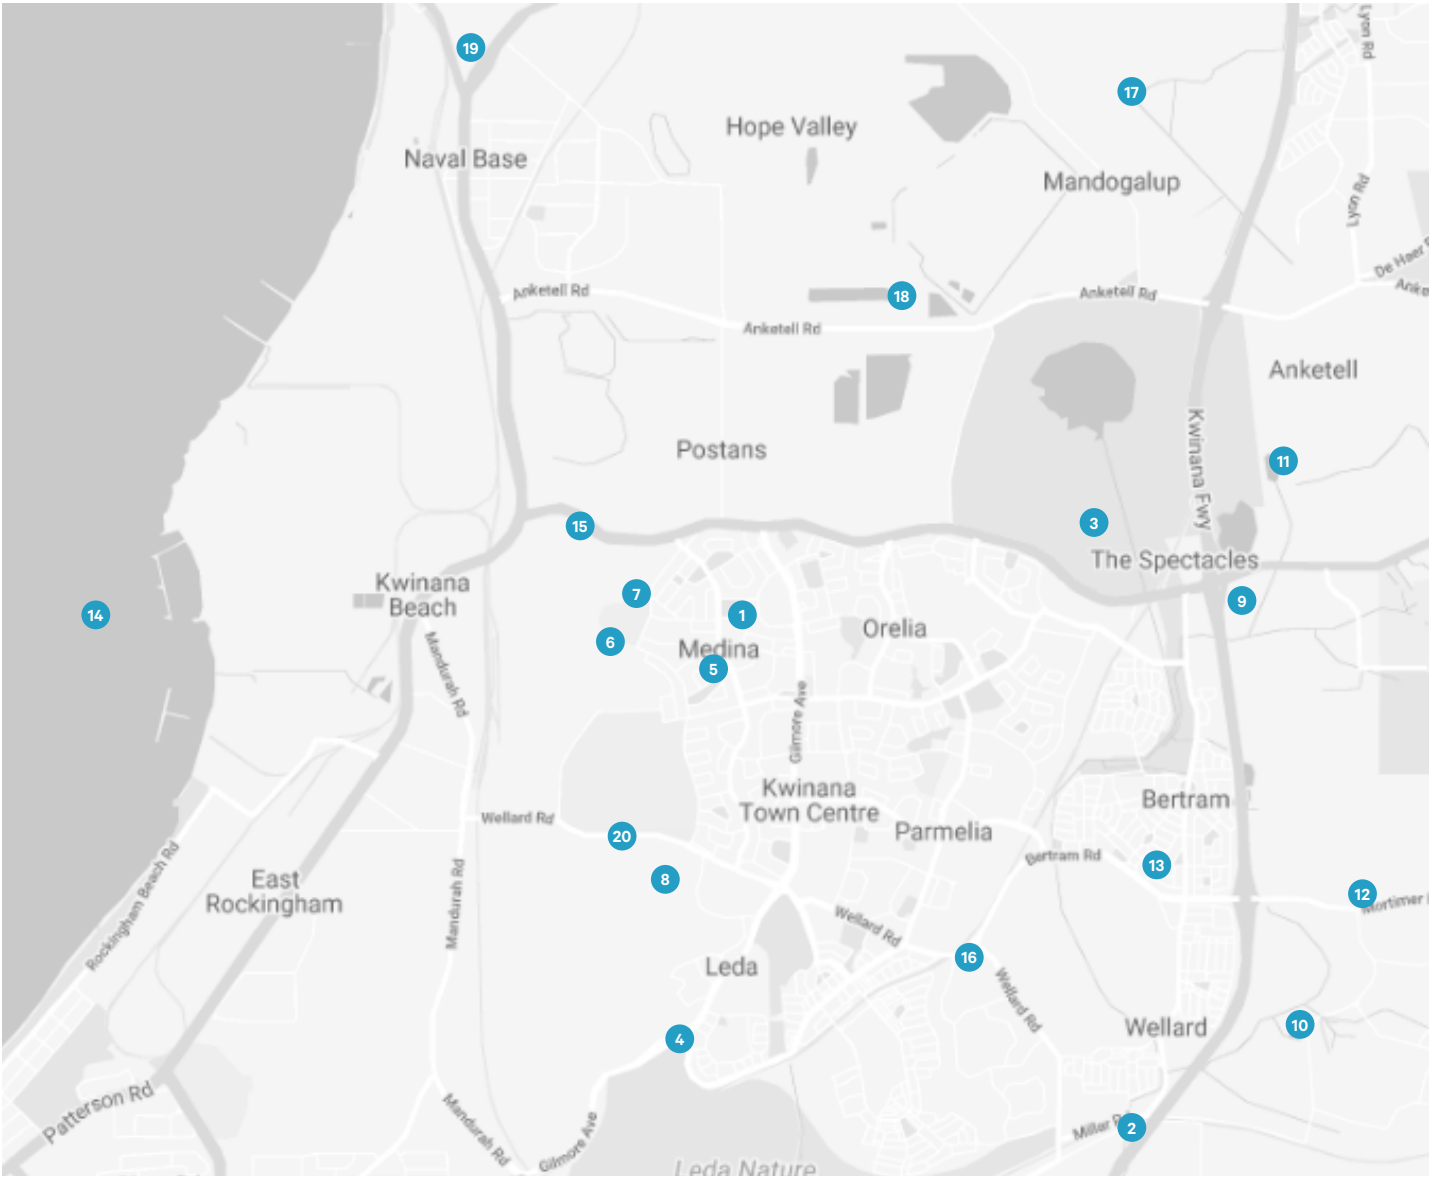 Lyon Rd
19
17
Hope Valley
Naval Base
Mandogalup
Lyon Rd
De Haer
Anketell Rd
18
Anketell Rd
Anke
Anketell Rd
Anketell
Kwinana Fwy
Postans
11
15
3
The Spectacles
Kwinana
Beach
7
9
14
1
6
Orelia
Medina
5
Mandurah Rd
Gilmore Ave
Kwinana
Town Centre
Bertram
Wellard Rd
20
Parmelia
Bertram Rd
13
8
East
Rockingham
12
Mortimer
Rockingham Beach Rd
Mandurah Rd
Wellard Rd
16
Leda
Wellard Rd
10
Wellard
4
Patterson Rd
Mandurah Rd
Gilmore Ave
Millar
2
Leda Nature